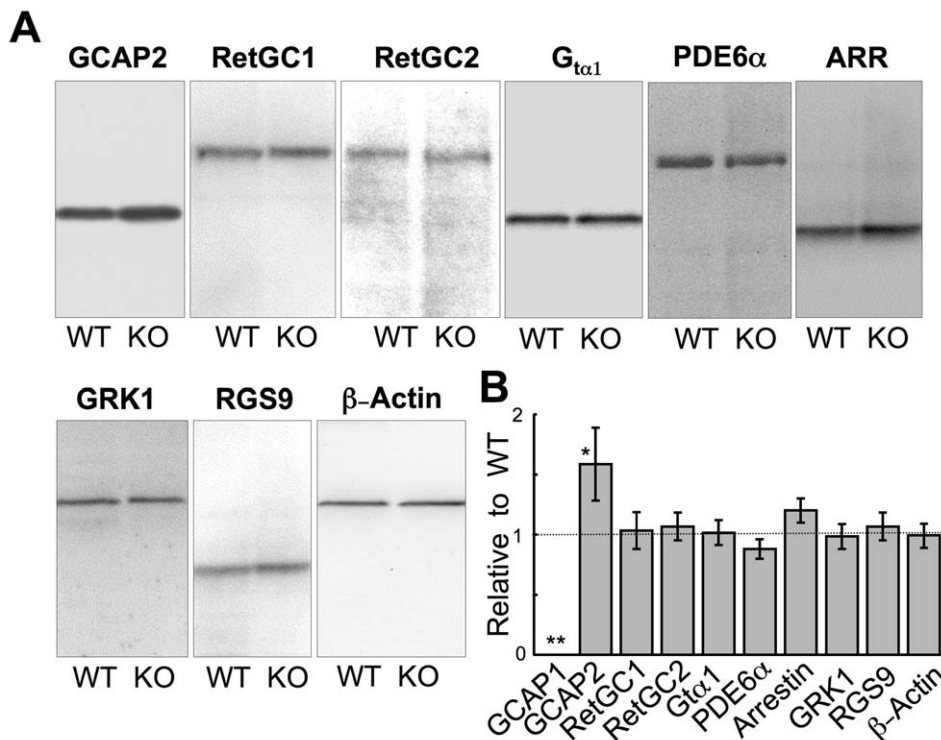 A
GCAP2 RetGC1 RetGC2 Gtα1 PDE6α ARR
WT KO WT KO WT KO WT KO WT KO WT KO
GRK1 RGS9 β-Actin
WT KO WT KO WT KO
B
Relative to WT
2
1
0
*
**
GCAP1
GCAP2
RetGC1
RetGC2
Gtα1
PDE6α
Arrestin
GRK1
RGS9
β-Actin